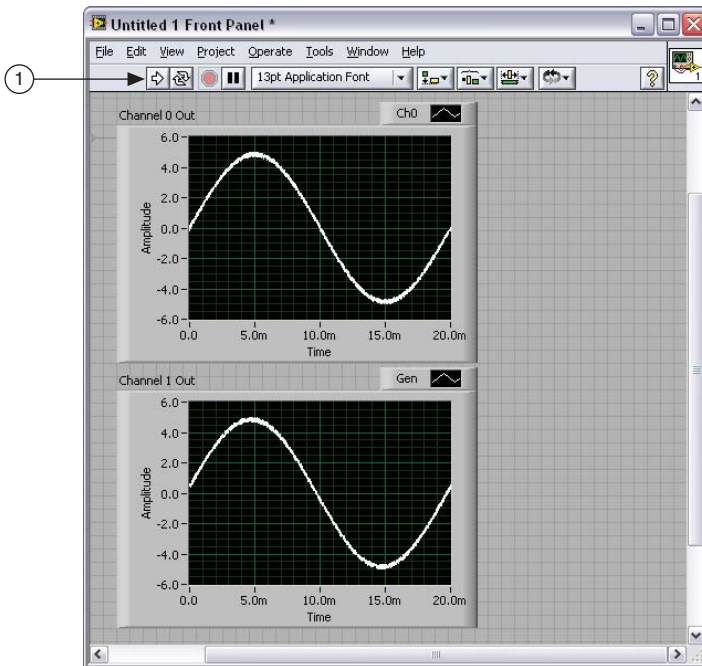 Untitled 1 Front Panel *
File Edit View Project Operate Tools Window Help
1
13pt Application Font
?
1
Channel 0 Out
Ch0
6.0
4.0
2.0
0.0
-2.0
-4.0
-6.0
Amplitude
0.0 5.0m 10.0m 15.0m 20.0m
Time
Channel 1 Out
Gen
6.0
4.0
2.0
0.0
-2.0
-4.0
-6.0
Amplitude
0.0 5.0m 10.0m 15.0m 20.0m
Time